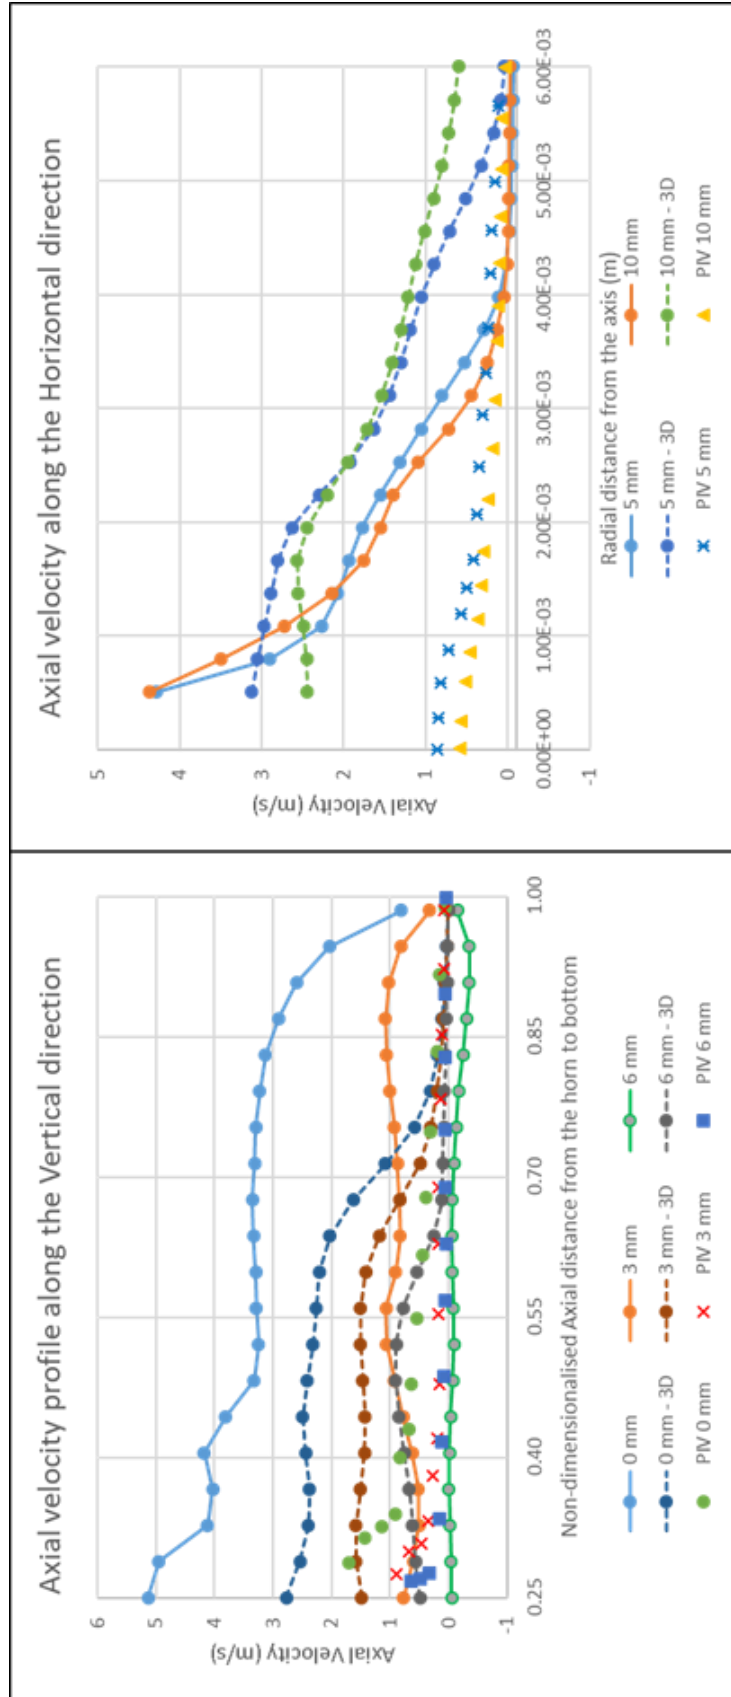 Axial velocity profile along the Vertical direction
Axial Velocity (m/s)
6
5
4
3
2
1
0
-1
0.25
0.40
0.55
0.70
0.85
1.00
Non-dimensionalised Axial distance from the horn to bottom
0 mm
3 mm
6 mm
0 mm - 3D
3 mm - 3D
6 mm - 3D
PIV 0 mm
PIV 3 mm
PIV 6 mm
Axial velocity along the Horizontal direction
Axial Velocity (m/s)
5
4
3
2
1
0
-1
0.00E+00
1.00E-03
2.00E-03
3.00E-03
4.00E-03
5.00E-03
6.00E-03
Radial distance from the axis (m)
5 mm
10 mm
5 mm - 3D
10 mm - 3D
PIV 5 mm
PIV 10 mm